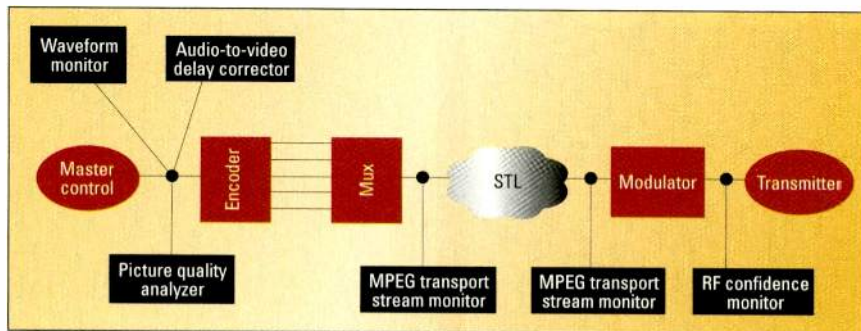 Waveform
monitor
Audio-to-video
delay corrector
Master
control
Encoder
Mux
STL
Modulator
Transmitter
Picture quality
analyzer
MPEG transport
stream monitor
MPEG transport
stream monitor
RF confidence
monitor